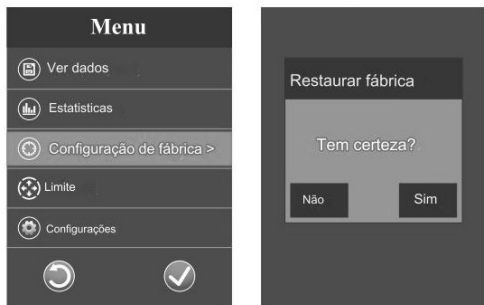 Menu
Ver dados
Estatisticas
Configuração de fábrica >
Limite
Configurações
Restaurar fábrica
Tem certeza?
Não
Sim